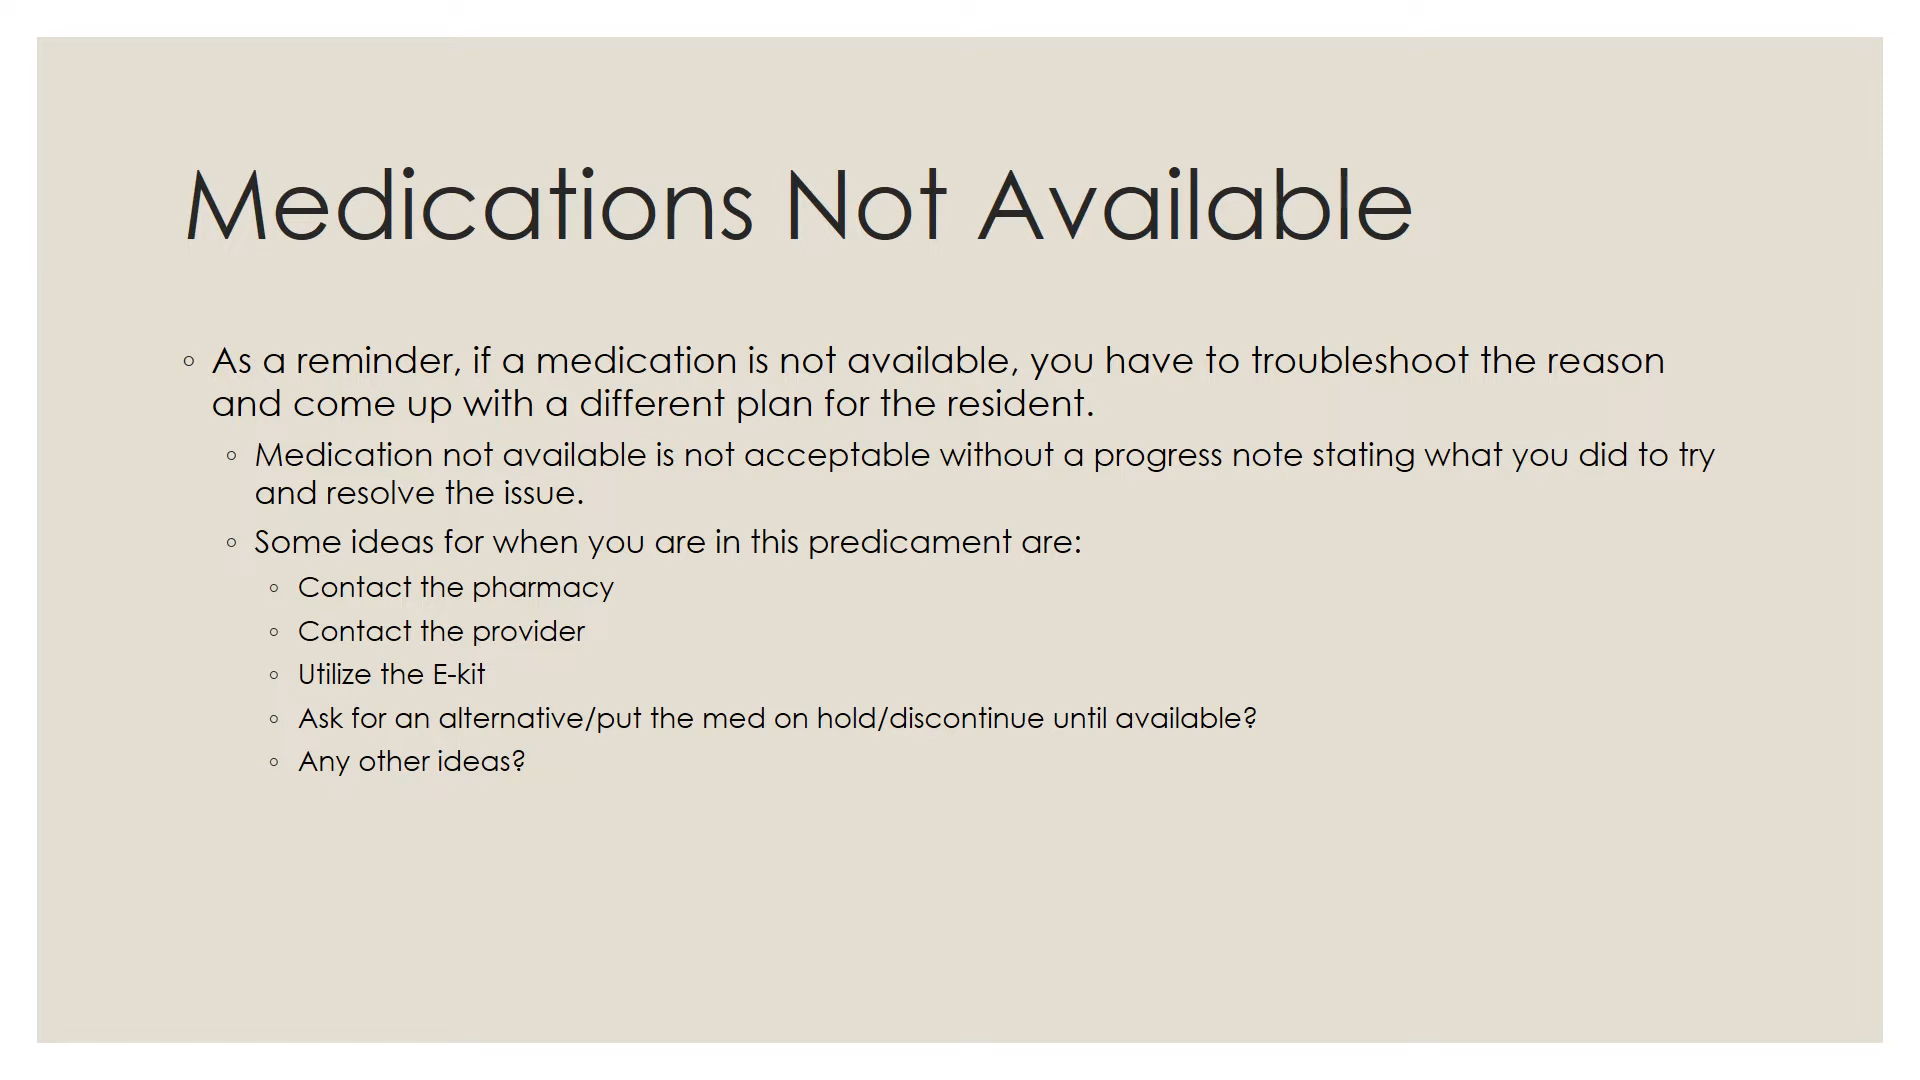 Medications Not Available
◦ As a reminder, if a medication is not available, you have to troubleshoot the reason
and come up with a different plan for the resident.
◦ Medication not available is not acceptable without a progress note stating what you did to try
and resolve the issue.
◦ Some ideas for when you are in this predicament are:
◦ Contact the pharmacy
◦ Contact the provider
◦ Utilize the E-kit
◦ Ask for an alternative/put the med on hold/discontinue until available?
◦ Any other ideas?